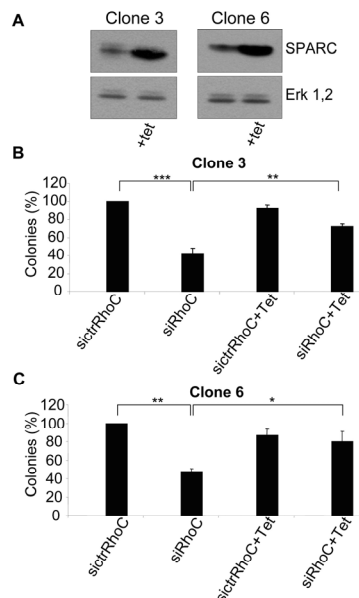 A
Clone 3
Clone 6
SPARC
Erk 1,2
+tet
+tet
B
Clone 3
Colonies (%)
120
100
80
60
40
20
0
***
**
sictrRhoC
siRhoC
sictrRhoC+Tet
siRhoC+Tet
C
Clone 6
Colonies (%)
120
100
80
60
40
20
0
**
*
sictrRhoC
siRhoC
sictrRhoC+Tet
siRhoC+Tet